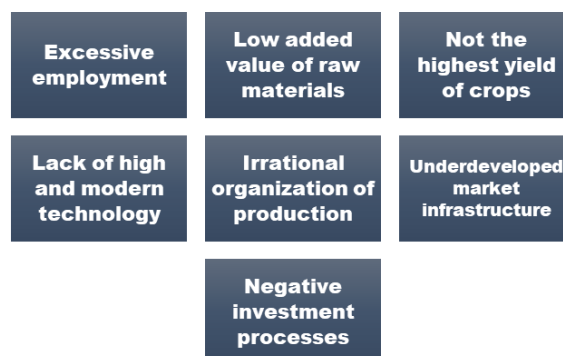 Excessive
employment
Low added
value of raw
materials
Not the
highest yield
of crops
Lack of high
and modern
technology
Irrational
organization of
production
Underdeveloped
market
infrastructure
Negative
investment
processes